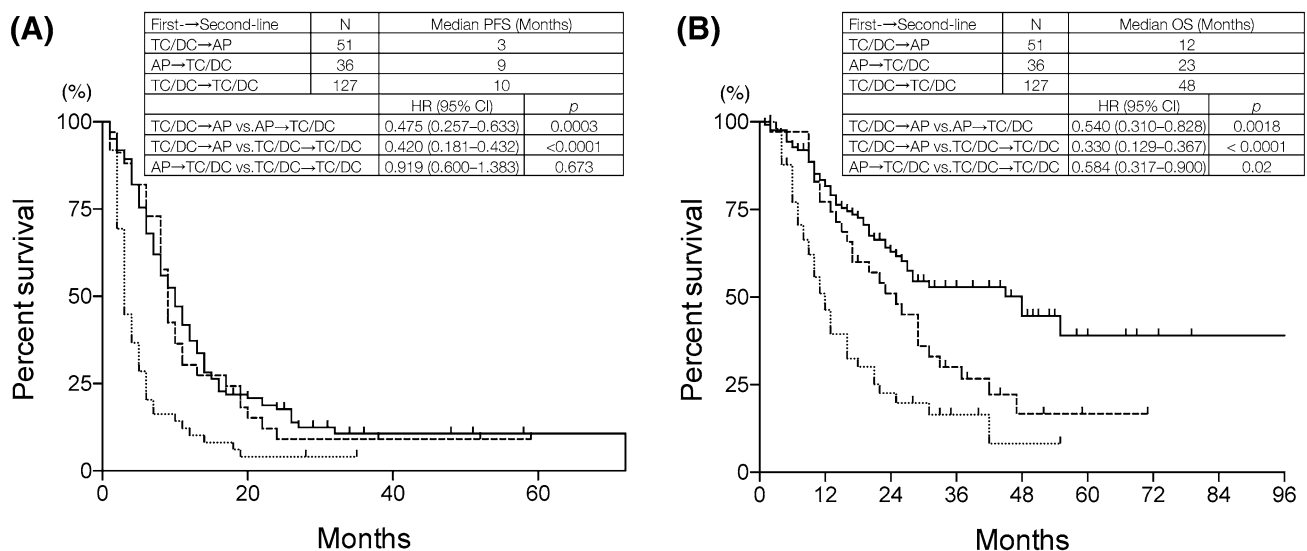 (A)
First-→Second-line N Median PFS (Months)
TC/DC→AP 51 3
AP→TC/DC 36 9
TC/DC→TC/DC 127 10
HR (95% CI) p
TC/DC→AP vs.AP→TC/DC 0.475 (0.257–0.633) 0.0003
TC/DC→AP vs.TC/DC→TC/DC 0.420 (0.181–0.432) <0.0001
AP→TC/DC vs.TC/DC→TC/DC 0.919 (0.600–1.383) 0.673
(%)
100
75
50
25
0
Percent survival
0 20 40 60
Months
(B)
First-→Second-line N Median OS (Months)
TC/DC→AP 51 12
AP→TC/DC 36 23
TC/DC→TC/DC 127 48
HR (95% CI) p
TC/DC→AP vs.AP→TC/DC 0.540 (0.310–0.828) 0.0018
TC/DC→AP vs.TC/DC→TC/DC 0.330 (0.129–0.367) < 0.0001
AP→TC/DC vs.TC/DC→TC/DC 0.584 (0.317–0.900) 0.02
(%)
100
75
50
25
0
Percent survival
0 12 24 36 48 60 72 84 96
Months